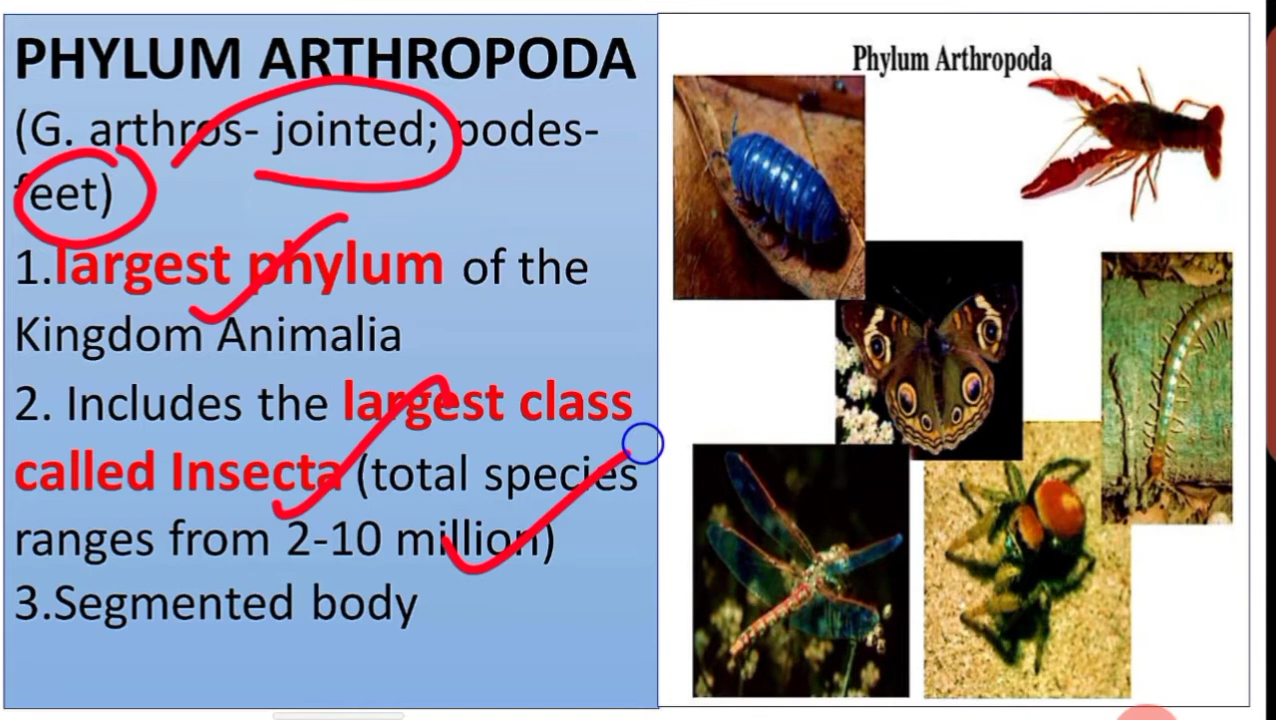 PHYLUM ARTHROPODA
(G. arthros- jointed; podes-
feet)
1.largest phylum of the
Kingdom Animalia
2. Includes the largest class
called Insecta (total species
ranges from 2-10 million)
3.Segmented body
Phylum Arthropoda